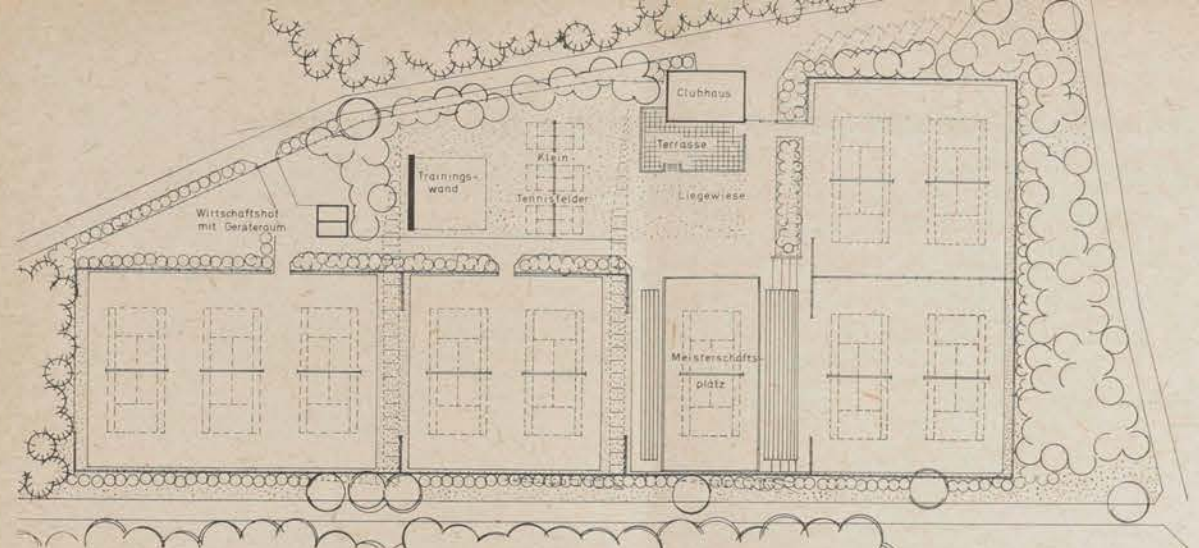 Clubhaus
Klein-
Terrasse
Trainings-
wand
Tennisfelder
Liegewiese
Wirtschaftshof
mit Geräteraum
Meisterschafts-
platz